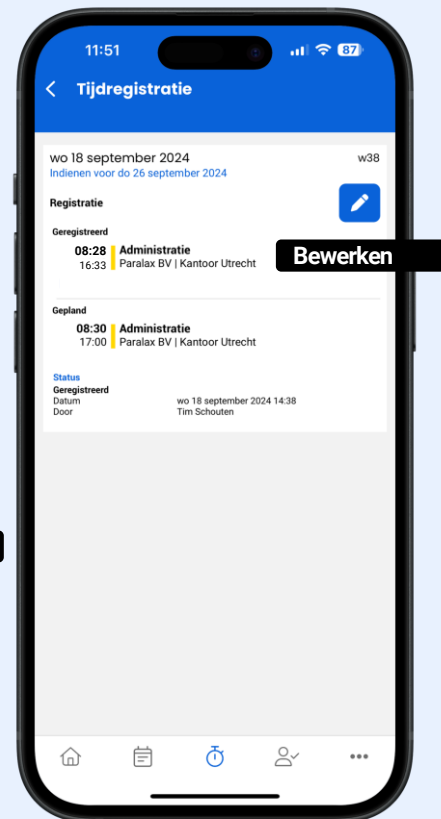 11:51
87
Tijdregistratie
wo 18 september 2024 w38
Indienen voor do 26 september 2024
Registratie
Geregistreerd
08:28 Administratie
16:33 Paralax BV | Kantoor Utrecht
Bewerken
Gepland
08:30 Administratie
17:00 Paralax BV | Kantoor Utrecht
Status
Geregistreerd
Datum wo 18 september 2024 14:38
Door Tim Schouten